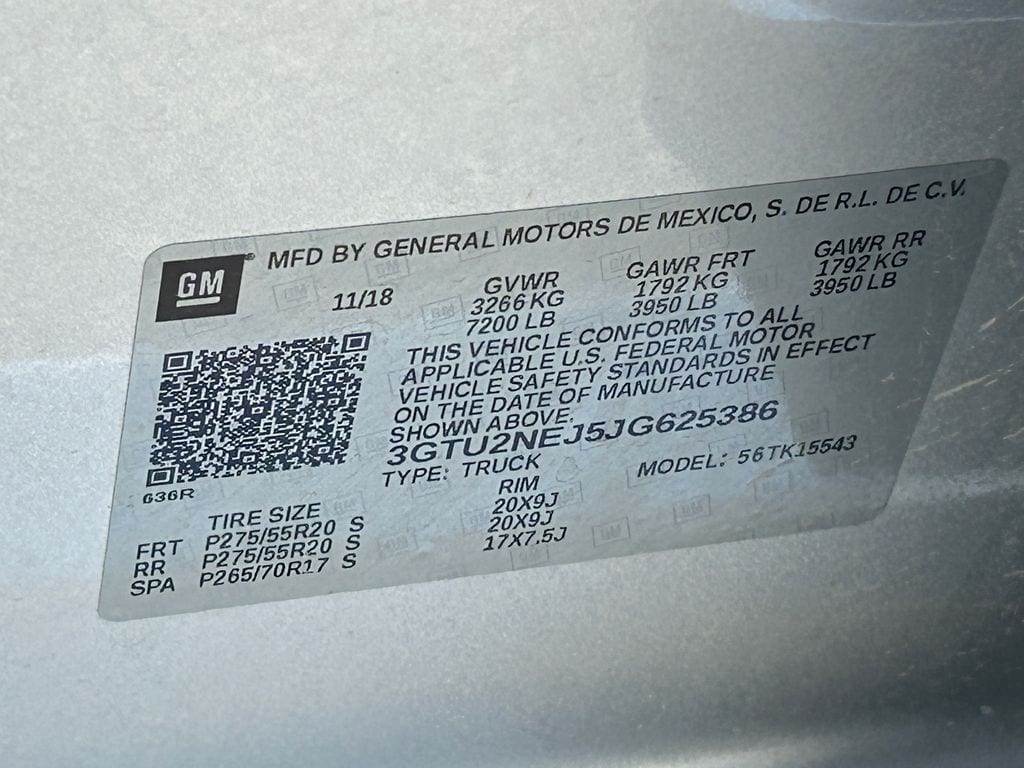 GM® MFD BY GENERAL MOTORS DE MEXICO, S. DE R.L. DE C.V.
11/18 GVWR GAWR FRT GAWR RR
3266 KG 1792 KG 1792 KG
7200 LB 3950 LB 3950 LB
THIS VEHICLE CONFORMS TO ALL
APPLICABLE U.S. FEDERAL MOTOR
VEHICLE SAFETY STANDARDS IN EFFECT
ON THE DATE OF MANUFACTURE
SHOWN ABOVE.
3GTU2NEJ5JG625386
TYPE: TRUCK MODEL: 56TK15543
G36R
TIRE SIZE RIM
FRT P275/55R20 S 20X9J
RR P275/55R20 S 20X9J
SPA P265/70R17 S 17X7.5J